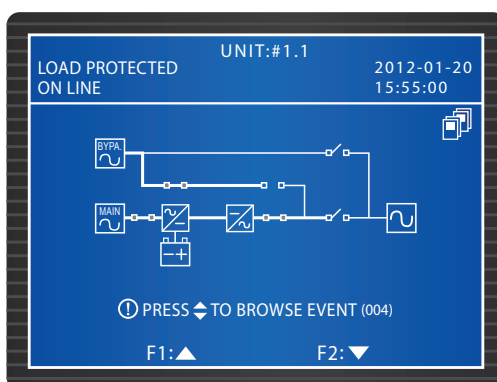 UNIT:#1.1
LOAD PROTECTED
ON LINE
2012-01-20
15:55:00
BYPA.
MAIN
! PRESS TO BROWSE EVENT (004)
F1:▲ F2:▼